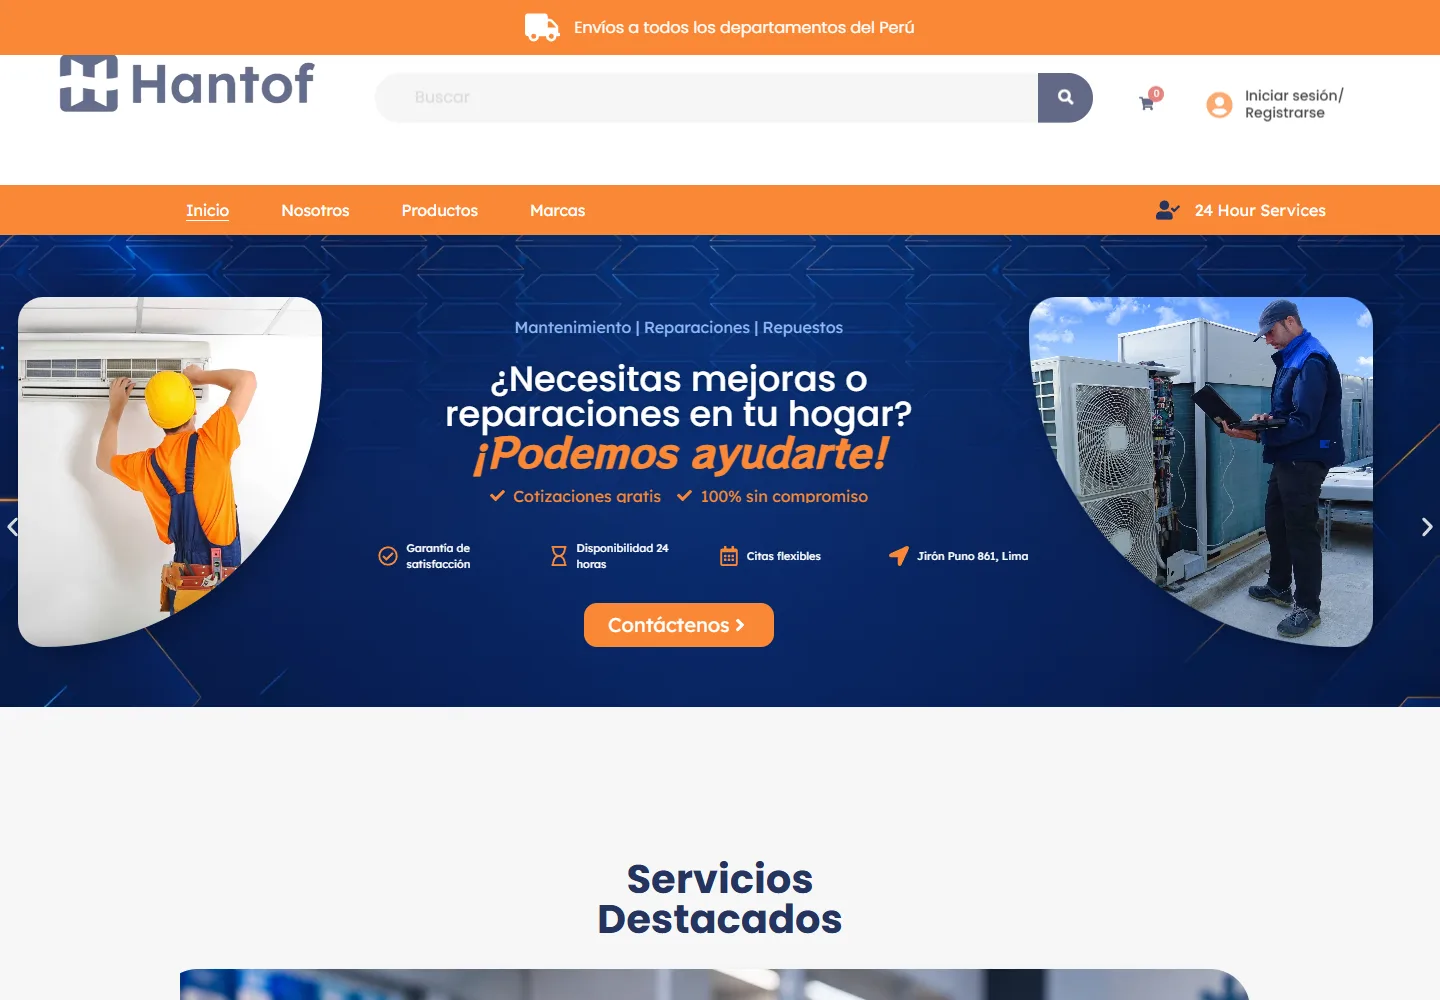 Envíos a todos los departamentos del Perú
Hantof
Buscar
0
Iniciar sesión/
Registrarse
Inicio
Nosotros
Productos
Marcas
24 Hour Services
Mantenimiento | Reparaciones | Repuestos
¿Necesitas mejoras o
reparaciones en tu hogar?
¡Podemos ayudarte!
Cotizaciones gratis
100% sin compromiso
Garantía de
satisfacción
Disponibilidad 24
horas
Citas flexibles
Jirón Puno 861, Lima
Contáctenos
Servicios
Destacados